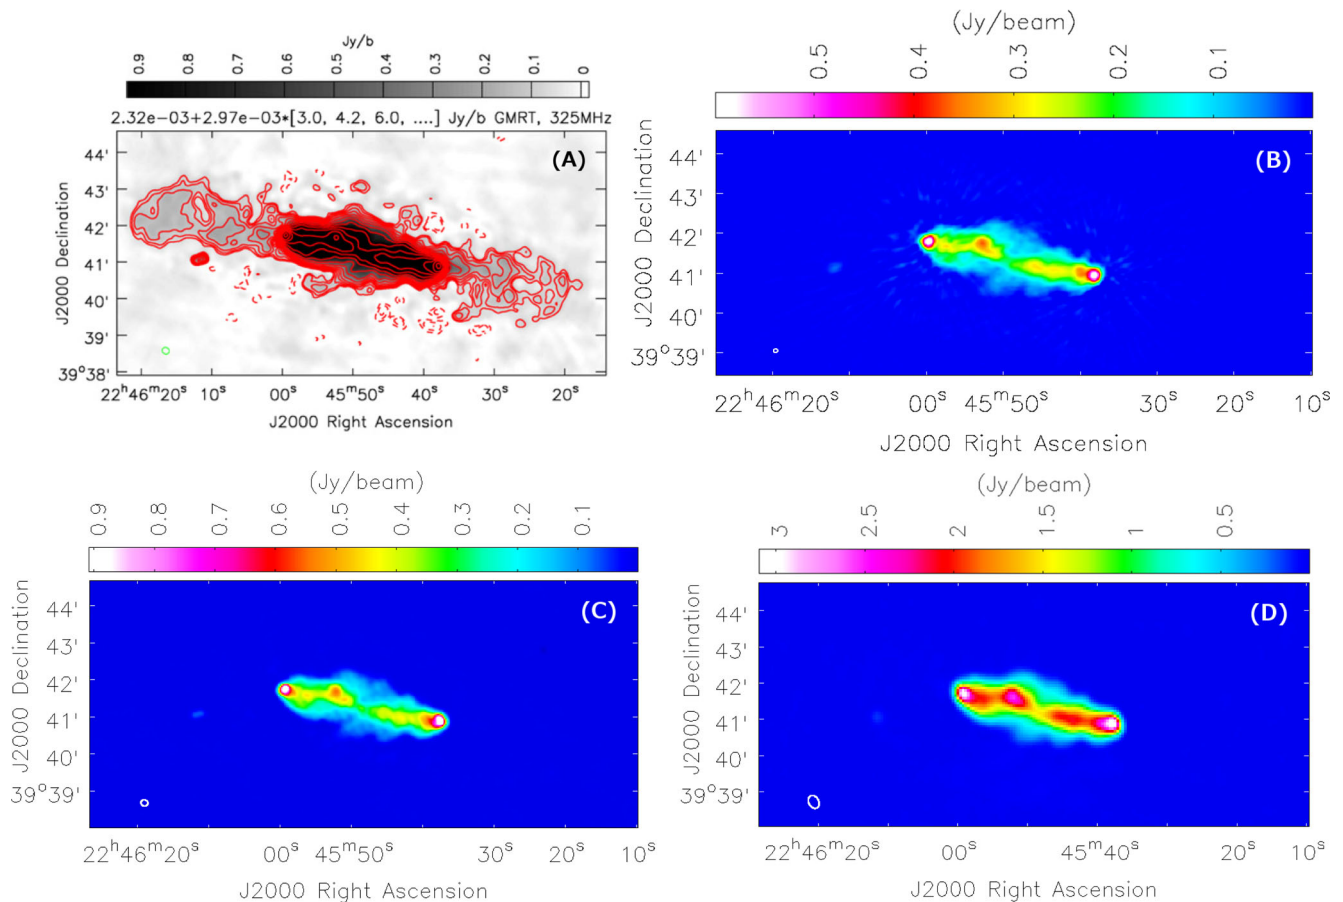 Jy/b
0.9 0.8 0.7 0.6 0.5 0.4 0.3 0.2 0.1 0
2.32e-03+2.97e-03*[3.0, 4.2, 6.0, ....] Jy/b GMRT, 325MHz
(A)
J2000 Declination
44'
43'
42'
41'
40'
39'
39°38'
22ʰ46ᵐ20ˢ 10ˢ 00ˢ 45ᵐ50ˢ 40ˢ 30ˢ 20ˢ
J2000 Right Ascension
(Jy/beam)
0.5 0.4 0.3 0.2 0.1
(B)
J2000 Declination
44'
43'
42'
41'
40'
39°39'
22ʰ46ᵐ20ˢ 00ˢ 45ᵐ50ˢ 30ˢ 20ˢ 10ˢ
J2000 Right Ascension
(Jy/beam)
0.9 0.8 0.7 0.6 0.5 0.4 0.3 0.2 0.1
(C)
J2000 Declination
44'
43'
42'
41'
40'
39°39'
22ʰ46ᵐ20ˢ 00ˢ 45ᵐ50ˢ 30ˢ 20ˢ 10ˢ
J2000 Right Ascension
(Jy/beam)
3 2.5 2 1.5 1 0.5
(D)
J2000 Declination
44'
43'
42'
41'
40'
39°39'
22ʰ46ᵐ20ˢ 00ˢ 45ᵐ40ˢ 20ˢ 10ˢ
J2000 Right Ascension